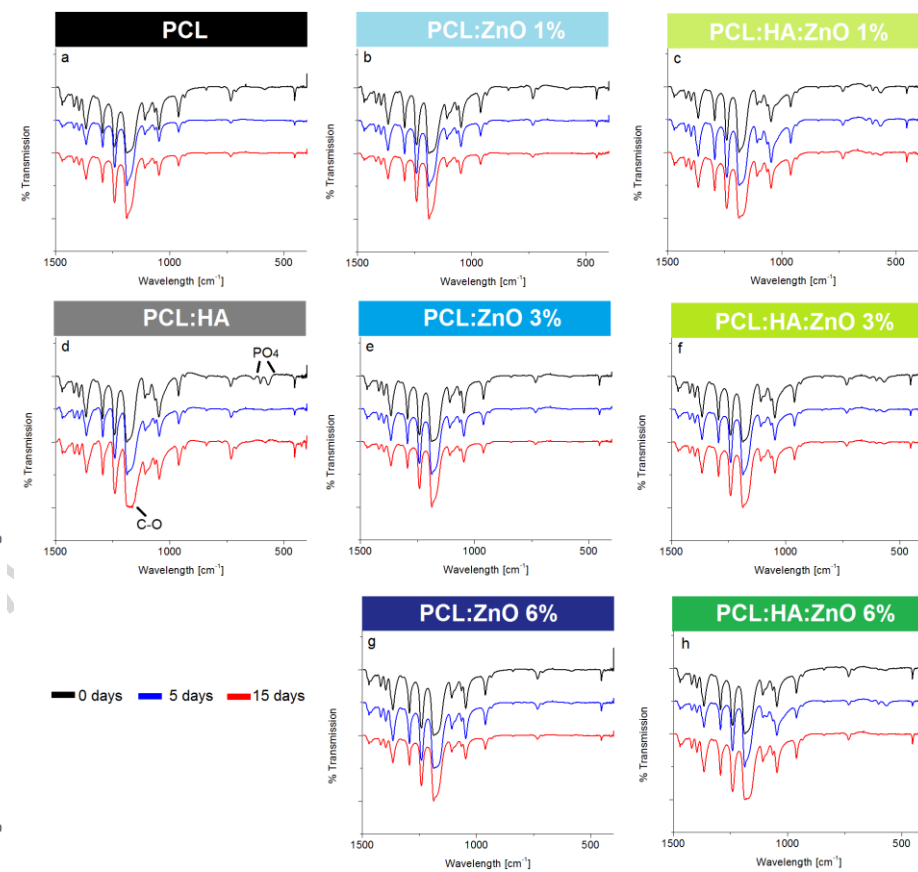 PCL
PCL:ZnO 1%
PCL:HA:ZnO 1%
a
b
c
% Transmission
% Transmission
% Transmission
1500 1000 500
1500 1000 500
1500 1000 500
Wavelength [cm⁻¹]
Wavelength [cm⁻¹]
Wavelength [cm⁻¹]
PCL:HA
PCL:ZnO 3%
PCL:HA:ZnO 3%
d
PO4
e
f
% Transmission
% Transmission
% Transmission
C-O
1500 1000 500
1500 1000 500
1500 1000 500
Wavelength [cm⁻¹]
Wavelength [cm⁻¹]
Wavelength [cm⁻¹]
PCL:ZnO 6%
PCL:HA:ZnO 6%
g
h
0 days 5 days 15 days
% Transmission
% Transmission
1500 1000 500
1500 1000 500
Wavelength [cm⁻¹]
Wavelength [cm⁻¹]